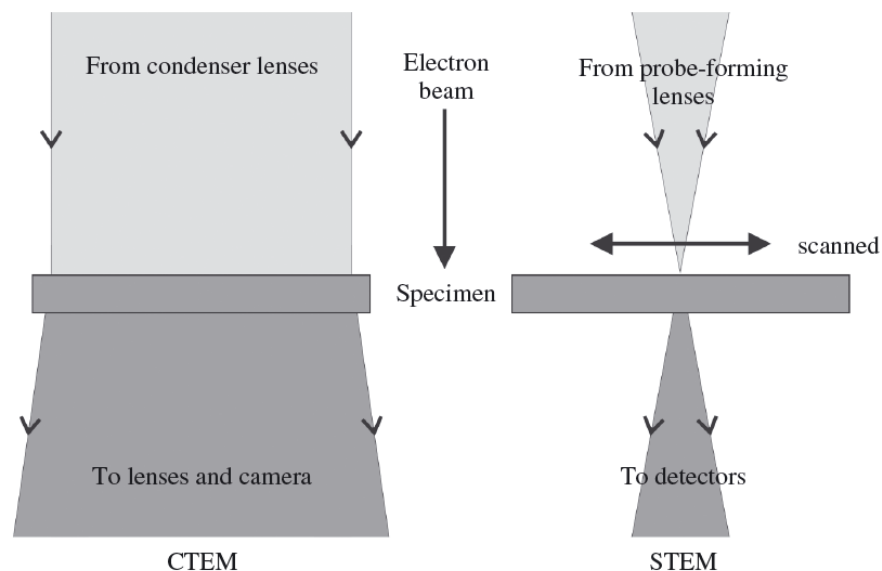 From condenser lenses
Electron
beam
From probe-forming
lenses
scanned
Specimen
To lenses and camera
To detectors
CTEM
STEM